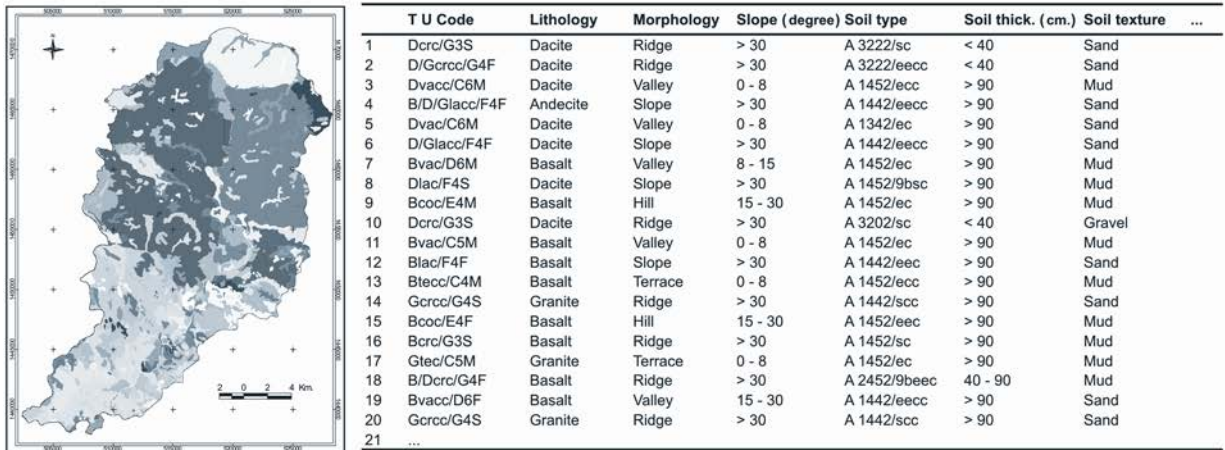 T U Code Lithology Morphology Slope (degree) Soil type Soil thick. (cm.) Soil texture ...
1 Dcrc/G3S Dacite Ridge > 30 A 3222/sc < 40 Sand
2 D/Gcrcc/G4F Dacite Ridge > 30 A 3222/eecc < 40 Sand
3 Dvacc/C6M Dacite Valley 0 - 8 A 1452/ecc > 90 Mud
4 B/D/Glacc/F4F Andecite Slope > 30 A 1442/eecc > 90 Sand
5 Dvac/C6M Dacite Valley 0 - 8 A 1342/ec > 90 Sand
6 D/Glacc/F4F Dacite Slope > 30 A 1442/eecc > 90 Sand
7 Bvac/D6M Basalt Valley 8 - 15 A 1452/ec > 90 Mud
8 Dlac/F4S Dacite Slope > 30 A 1452/9bsc > 90 Mud
9 Bcoc/E4M Basalt Hill 15 - 30 A 1452/ec > 90 Mud
10 Dcrc/G3S Dacite Ridge > 30 A 3202/sc < 40 Gravel
11 Bvac/C5M Basalt Valley 0 - 8 A 1452/ec > 90 Mud
12 Blac/F4F Basalt Slope > 30 A 1442/eec > 90 Sand
13 Btecc/C4M Basalt Terrace 0 - 8 A 1452/ecc > 90 Mud
14 Gcrcc/G4S Granite Ridge > 30 A 1442/scc > 90 Sand
15 Bcoc/E4F Basalt Hill 15 - 30 A 1452/eec > 90 Mud
16 Bcrc/G3S Basalt Ridge > 30 A 1452/sc > 90 Mud
17 Gtec/C5M Granite Terrace 0 - 8 A 1452/ec > 90 Mud
18 B/Dcrc/G4F Basalt Ridge > 30 A 2452/9beec 40 - 90 Mud
19 Bvacc/D6F Basalt Valley 15 - 30 A 1442/eecc > 90 Sand
20 Gcrcc/G4S Granite Ridge > 30 A 1442/scc > 90 Sand
21 ...
N
2 0 2 4 Km.